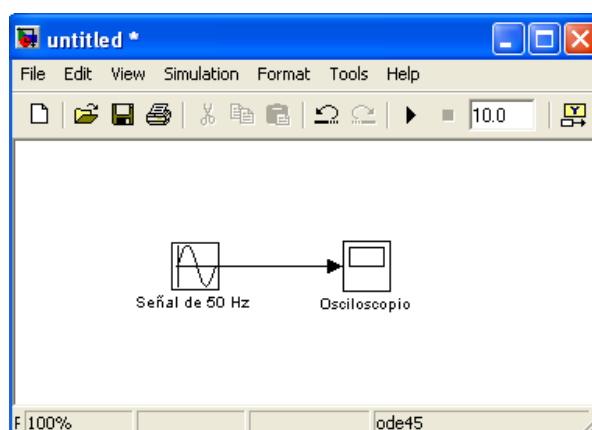 untitled *
File Edit View Simulation Format Tools Help
10.0
Señal de 50 Hz Osciloscopio
F 100% ode45